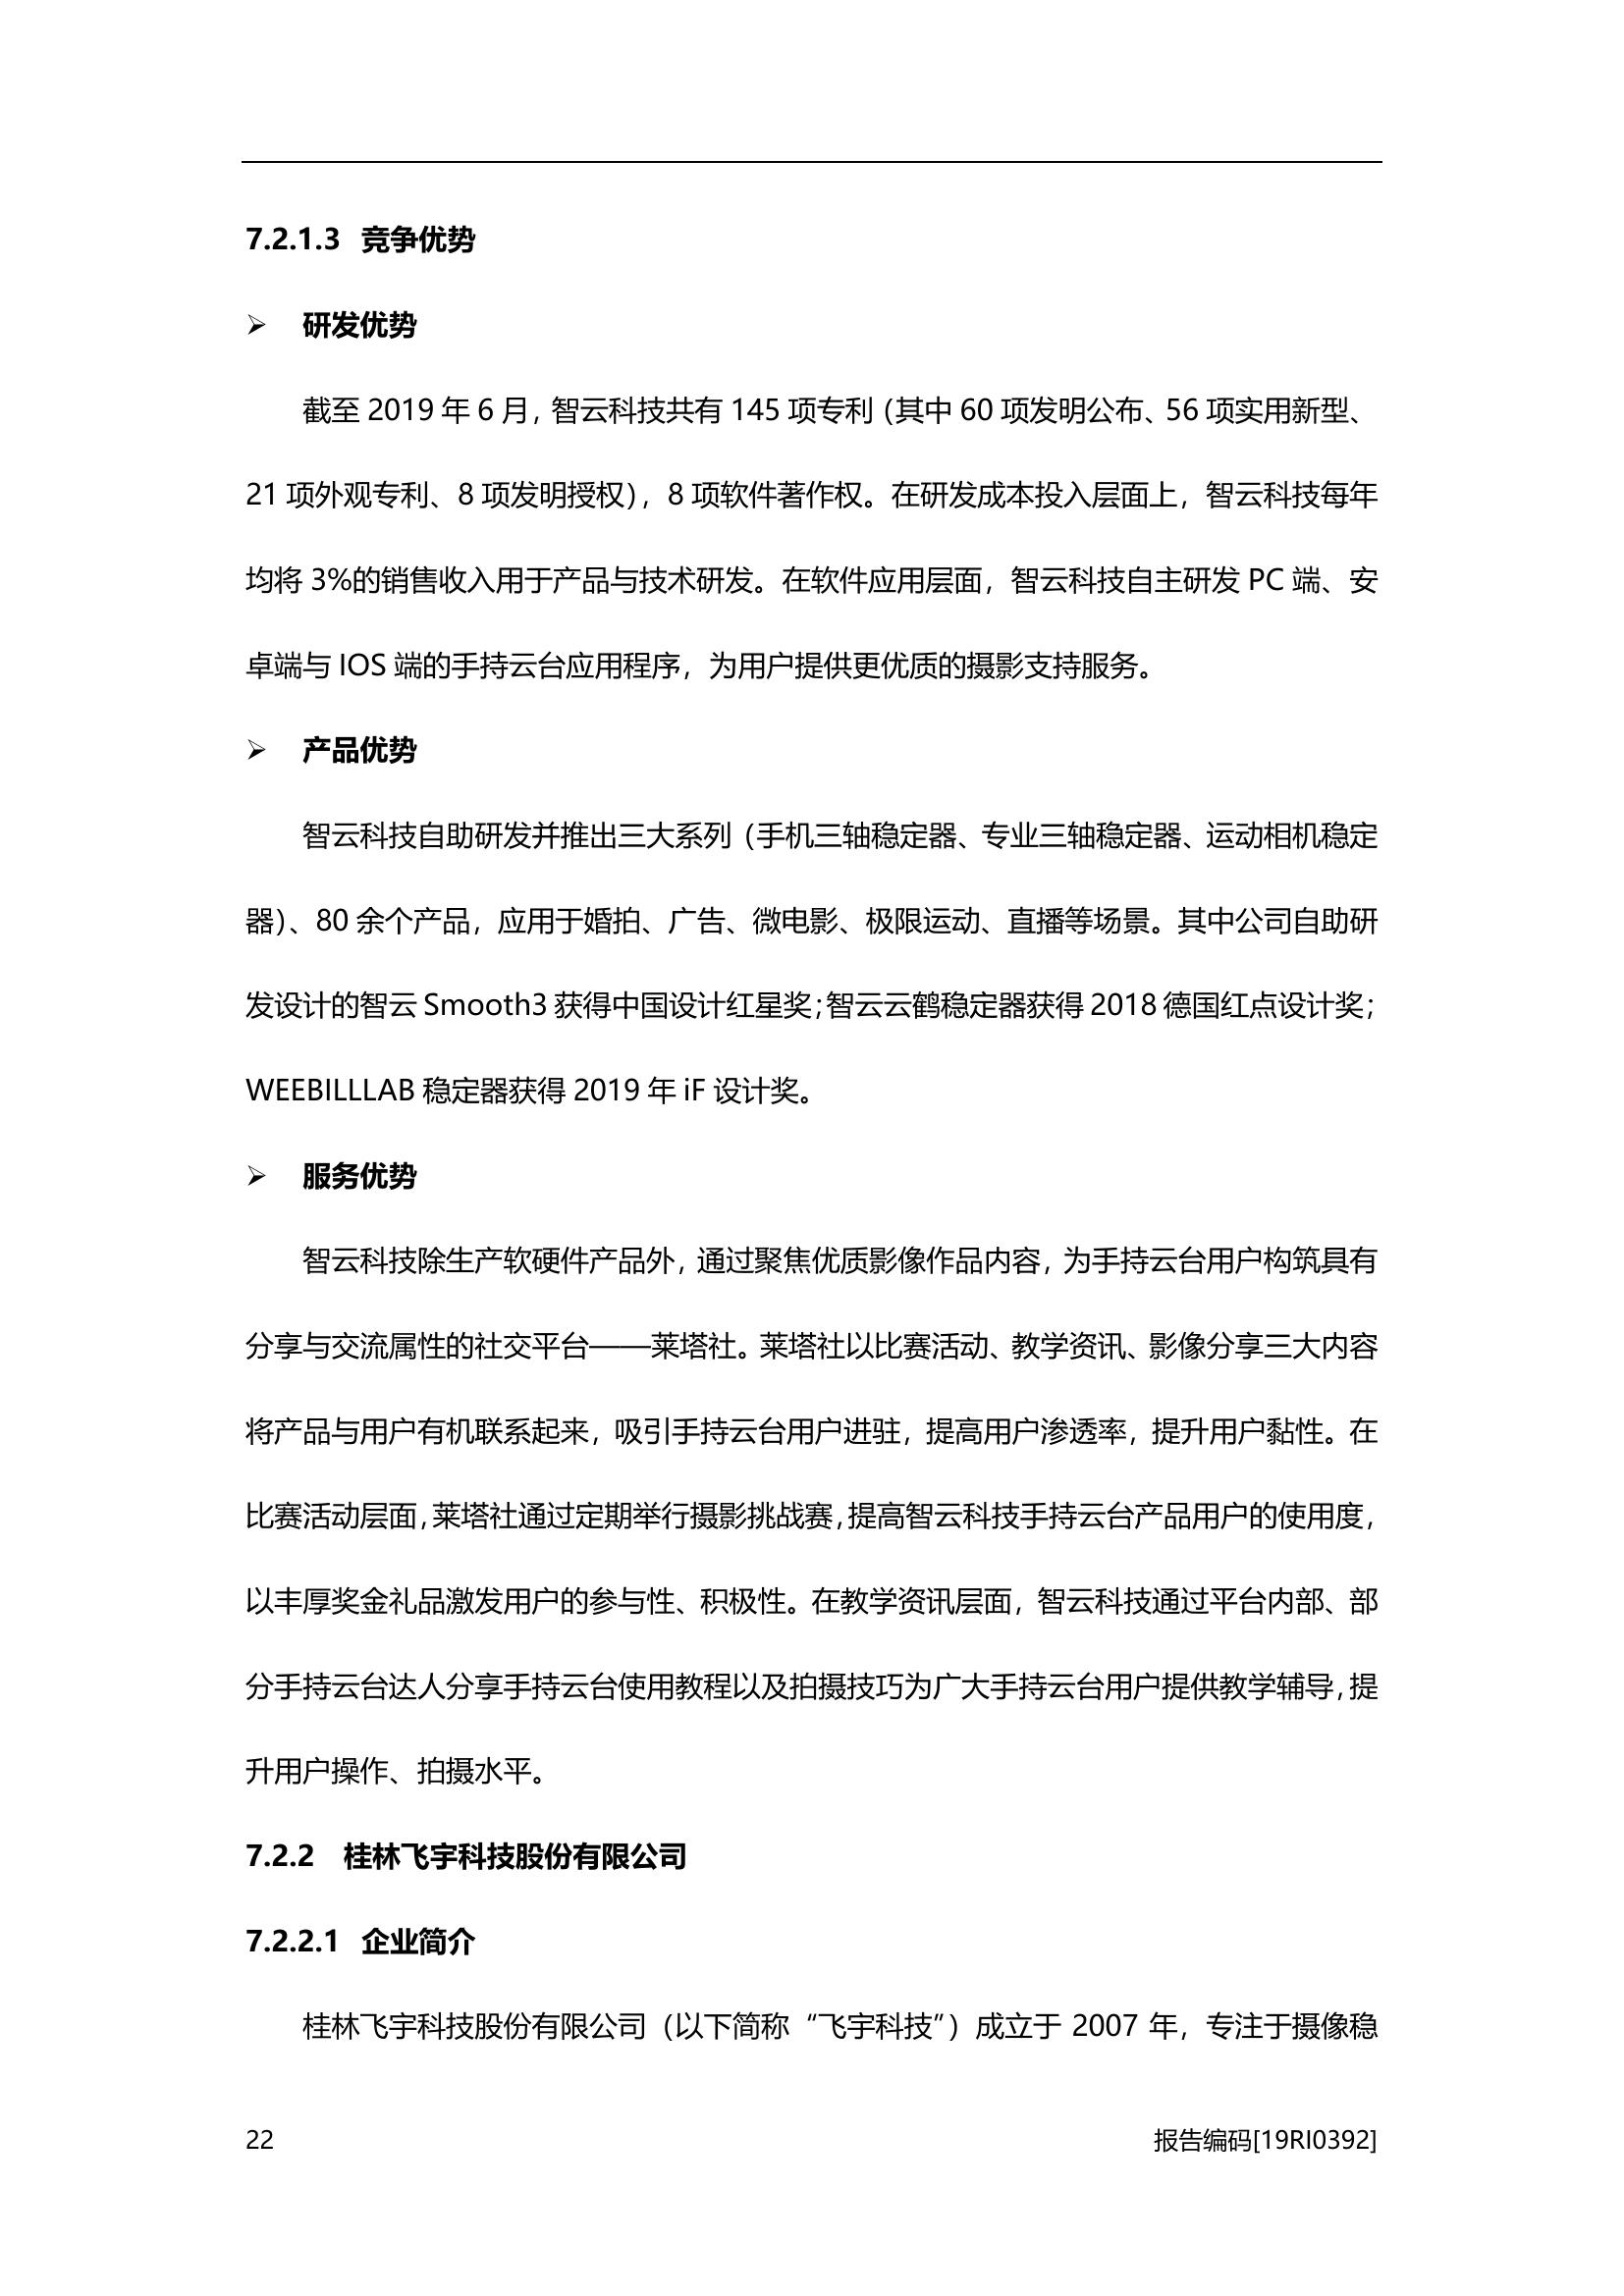 7.2.1.3 竞争优势
➢ 研发优势
截至 2019 年 6 月，智云科技共有 145 项专利（其中 60 项发明公布、56 项实用新型、
21 项外观专利、8 项发明授权），8 项软件著作权。在研发成本投入层面上，智云科技每年
均将 3%的销售收入用于产品与技术研发。在软件应用层面，智云科技自主研发 PC 端、安
卓端与 IOS 端的手持云台应用程序，为用户提供更优质的摄影支持服务。
➢ 产品优势
智云科技自助研发并推出三大系列（手机三轴稳定器、专业三轴稳定器、运动相机稳定
器）、80 余个产品，应用于婚拍、广告、微电影、极限运动、直播等场景。其中公司自助研
发设计的智云 Smooth3 获得中国设计红星奖；智云云鹤稳定器获得 2018 德国红点设计奖；
WEEBILLLAB 稳定器获得 2019 年 iF 设计奖。
➢ 服务优势
智云科技除生产软硬件产品外，通过聚焦优质影像作品内容，为手持云台用户构筑具有
分享与交流属性的社交平台——莱塔社。莱塔社以比赛活动、教学资讯、影像分享三大内容
将产品与用户有机联系起来，吸引手持云台用户进驻，提高用户渗透率，提升用户黏性。在
比赛活动层面，莱塔社通过定期举行摄影挑战赛，提高智云科技手持云台产品用户的使用度，
以丰厚奖金礼品激发用户的参与性、积极性。在教学资讯层面，智云科技通过平台内部、部
分手持云台达人分享手持云台使用教程以及拍摄技巧为广大手持云台用户提供教学辅导，提
升用户操作、拍摄水平。
7.2.2 桂林飞宇科技股份有限公司
7.2.2.1 企业简介
桂林飞宇科技股份有限公司（以下简称“飞宇科技”）成立于 2007 年，专注于摄像稳
22 报告编码[19RI0392]